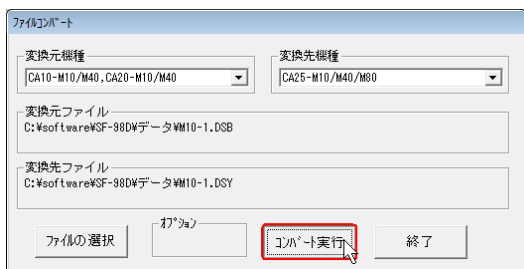 ﾌｧｲﾙｺﾝﾊﾞｰﾄ
変換元機種
変換先機種
CA10-M10/M40,CA20-M10/M40
CA25-M10/M40/M80
変換元ファイル
C:¥software¥SF-98D¥データ¥M10-1.DSB
変換先ファイル
C:¥software¥SF-98D¥データ¥M10-1.DSY
ｵﾌﾟｼｮﾝ
ﾌｧｲﾙの選択
ｺﾝﾊﾞｰﾄ実行
終了